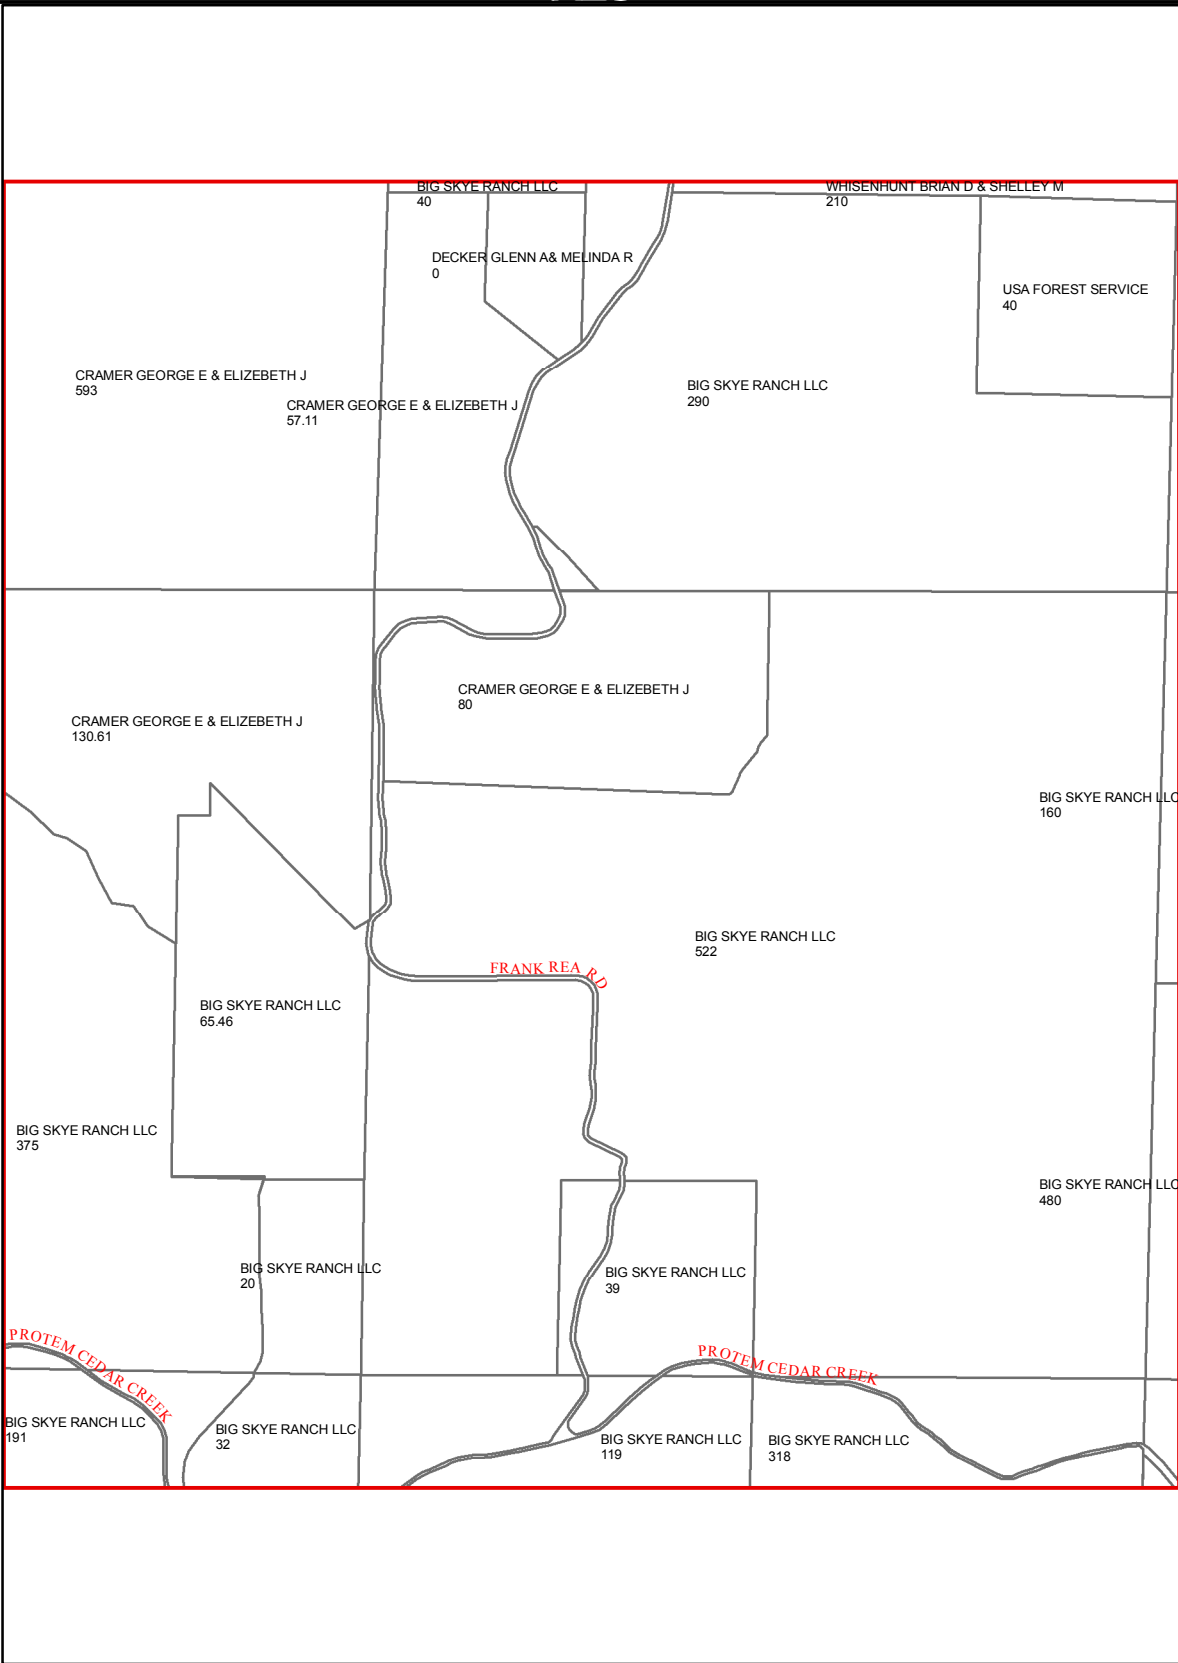 BIG SKYE RANCH LLC
40
WHISENHUNT BRIAN D & SHELLEY M
210
DECKER GLENN A& MELINDA R
0
USA FOREST SERVICE
40
CRAMER GEORGE E & ELIZEBETH J
593
CRAMER GEORGE E & ELIZEBETH J
57.11
BIG SKYE RANCH LLC
290
CRAMER GEORGE E & ELIZEBETH J
80
CRAMER GEORGE E & ELIZEBETH J
130.61
BIG SKYE RANCH LLC
160
BIG SKYE RANCH LLC
522
FRANK REA RD
BIG SKYE RANCH LLC
65.46
BIG SKYE RANCH LLC
375
BIG SKYE RANCH LLC
480
BIG SKYE RANCH LLC
20
BIG SKYE RANCH LLC
39
PROTEM CEDAR CREEK
PROTEM CEDAR CREEK
BIG SKYE RANCH LLC
191
BIG SKYE RANCH LLC
32
BIG SKYE RANCH LLC
119
BIG SKYE RANCH LLC
318